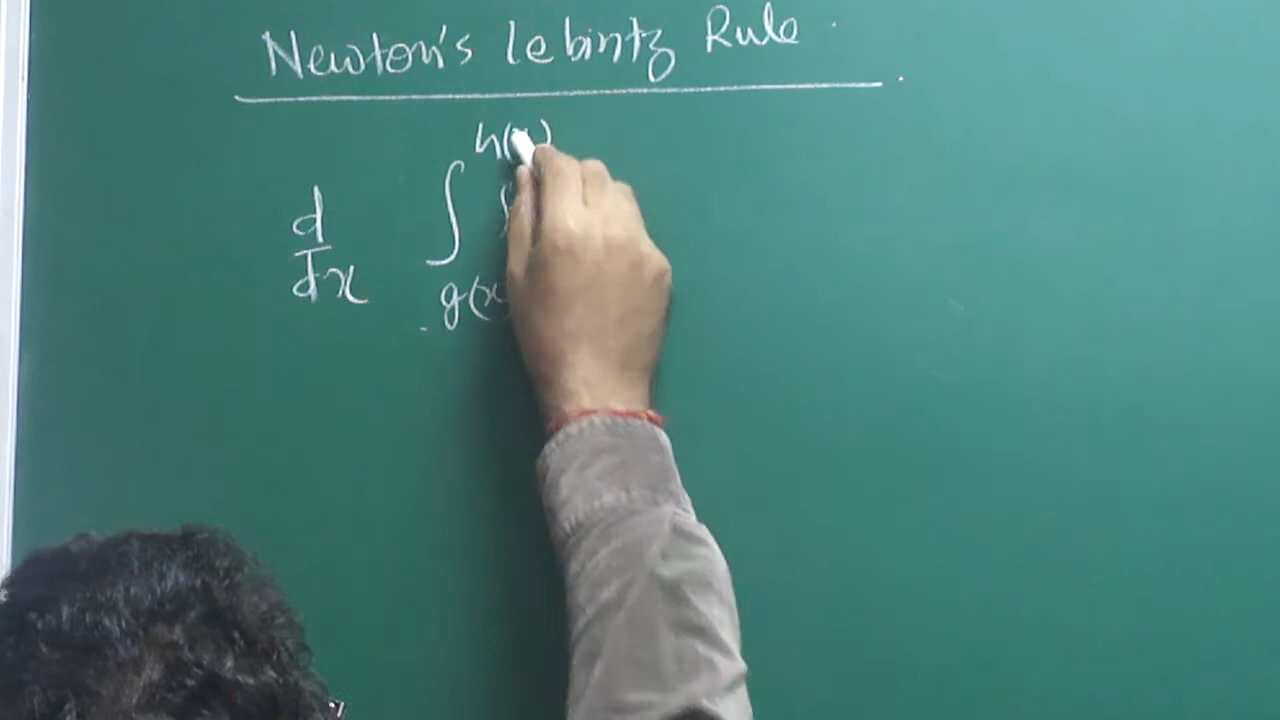 Newton's Lebintz Rule
d/dx ∫ h( )
g(x